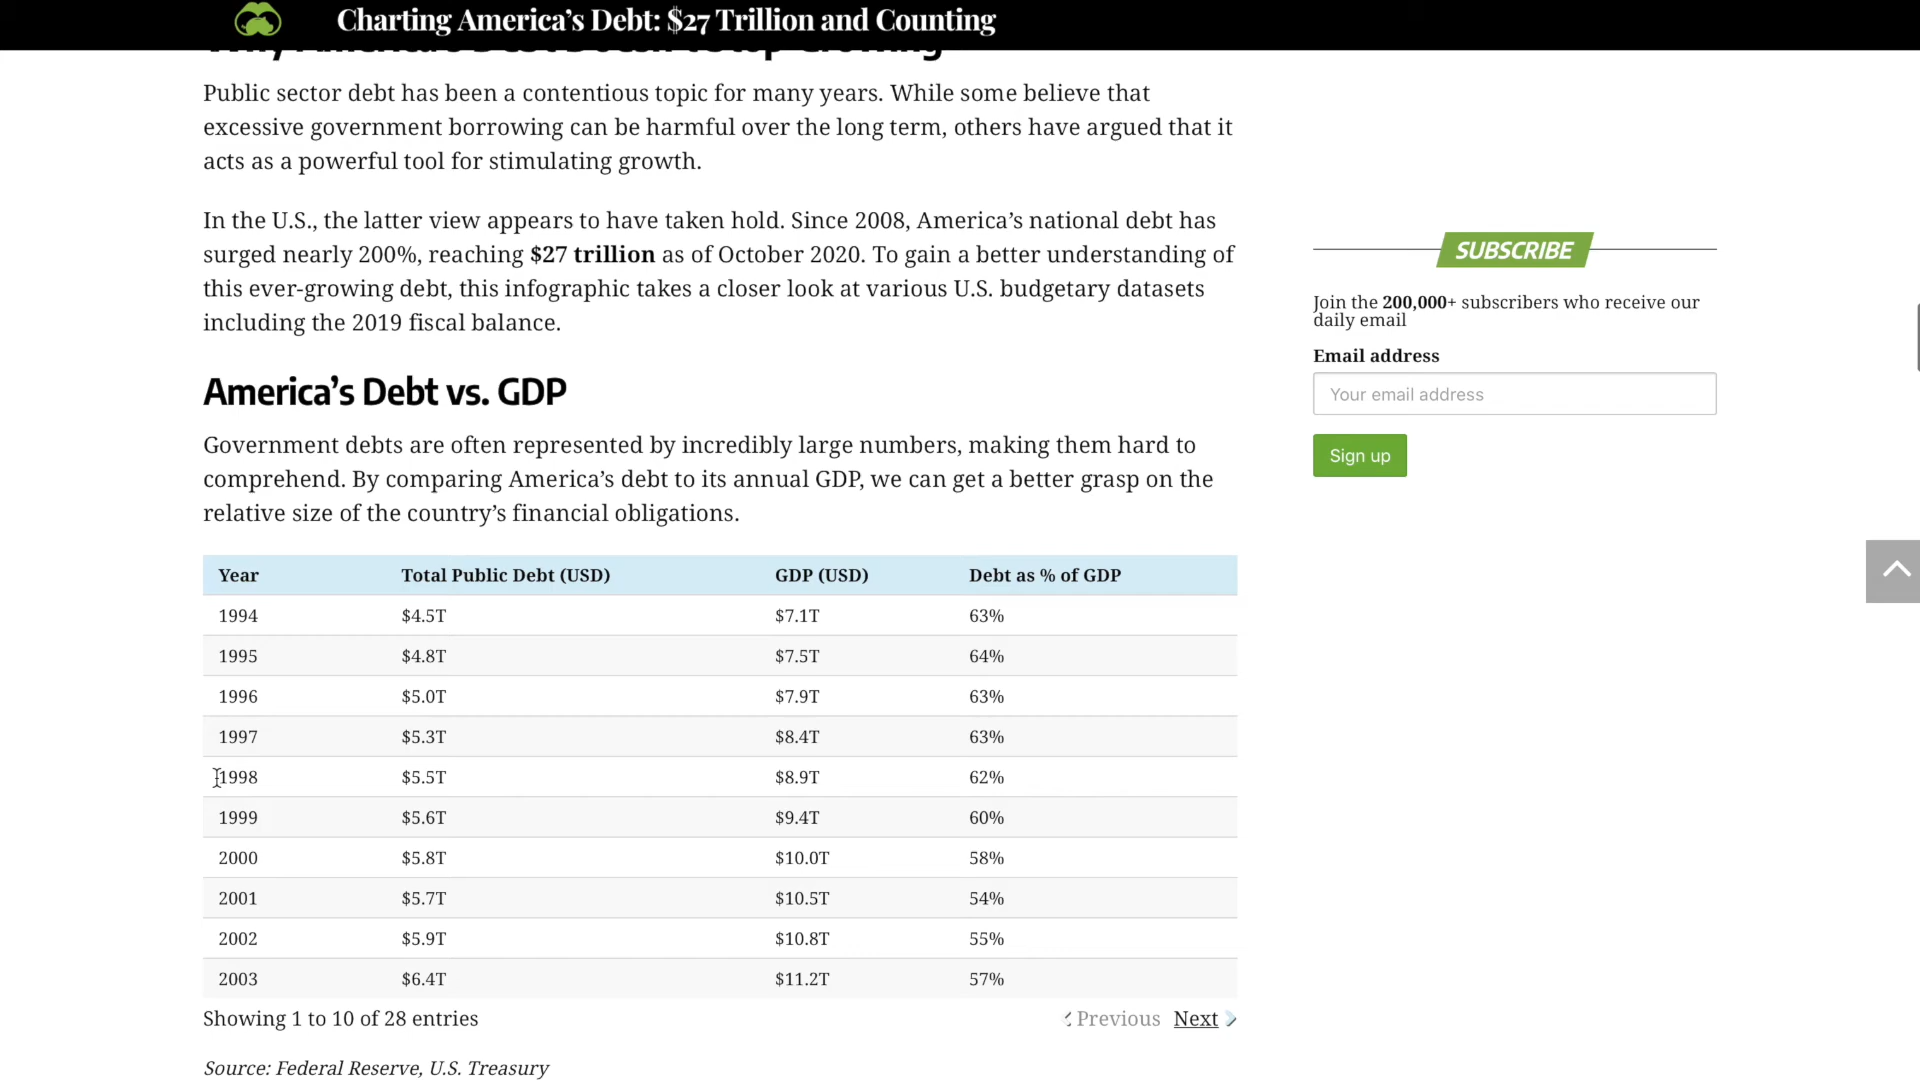 Charting America's Debt: $27 Trillion and Counting
Public sector debt has been a contentious topic for many years. While some believe that
excessive government borrowing can be harmful over the long term, others have argued that it
acts as a powerful tool for stimulating growth.
In the U.S., the latter view appears to have taken hold. Since 2008, America's national debt has
surged nearly 200%, reaching $27 trillion as of October 2020. To gain a better understanding of
this ever-growing debt, this infographic takes a closer look at various U.S. budgetary datasets
including the 2019 fiscal balance.
America's Debt vs. GDP
Government debts are often represented by incredibly large numbers, making them hard to
comprehend. By comparing America's debt to its annual GDP, we can get a better grasp on the
relative size of the country's financial obligations.
Year Total Public Debt (USD) GDP (USD) Debt as % of GDP
1994 $4.5T $7.1T 63%
1995 $4.8T $7.5T 64%
1996 $5.0T $7.9T 63%
1997 $5.3T $8.4T 63%
1998 $5.5T $8.9T 62%
1999 $5.6T $9.4T 60%
2000 $5.8T $10.0T 58%
2001 $5.7T $10.5T 54%
2002 $5.9T $10.8T 55%
2003 $6.4T $11.2T 57%
Showing 1 to 10 of 28 entries
Previous Next
Source: Federal Reserve, U.S. Treasury
SUBSCRIBE
Join the 200,000+ subscribers who receive our
daily email
Email address
Your email address
Sign up